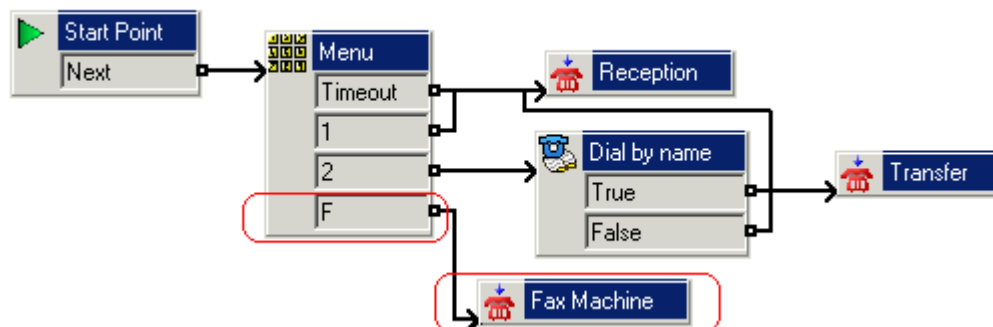 Start Point
Next
Menu
Timeout
1
2
F
Reception
Dial by name
True
False
Transfer
Fax Machine